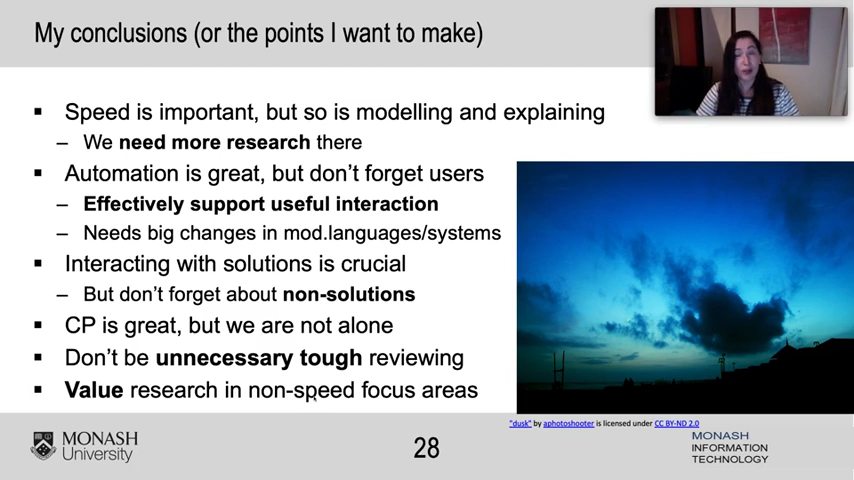 My conclusions (or the points I want to make)
▪ Speed is important, but so is modelling and explaining
– We need more research there
▪ Automation is great, but don't forget users
– Effectively support useful interaction
– Needs big changes in mod.languages/systems
▪ Interacting with solutions is crucial
– But don't forget about non-solutions
▪ CP is great, but we are not alone
▪ Don't be unnecessary tough reviewing
▪ Value research in non-speed focus areas
"dusk" by aphotoshooter is licensed under CC BY-ND 2.0
MONASH
University
28
MONASH
INFORMATION
TECHNOLOGY